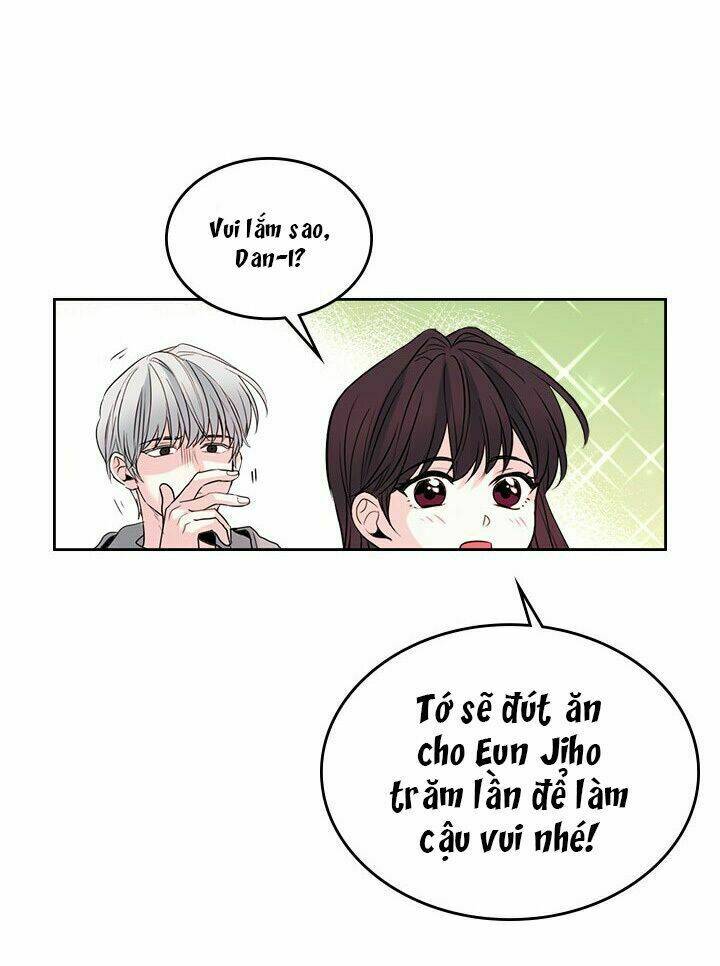 Vui lắm sao,
Dan-I?
Tớ sẽ đút ăn
cho Eun Jiho
trăm lần để làm
cậu vui nhé!